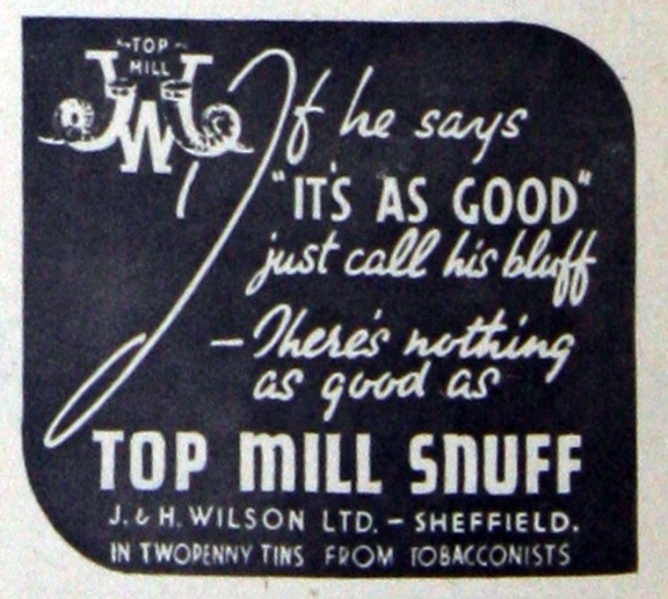 TOP
MILL
JWJ
If he says
"IT'S AS GOOD"
just call his bluff
– There's nothing
as good as
TOP MILL SNUFF
J. & H. WILSON LTD. – SHEFFIELD.
IN TWOPENNY TINS FROM TOBACCONISTS